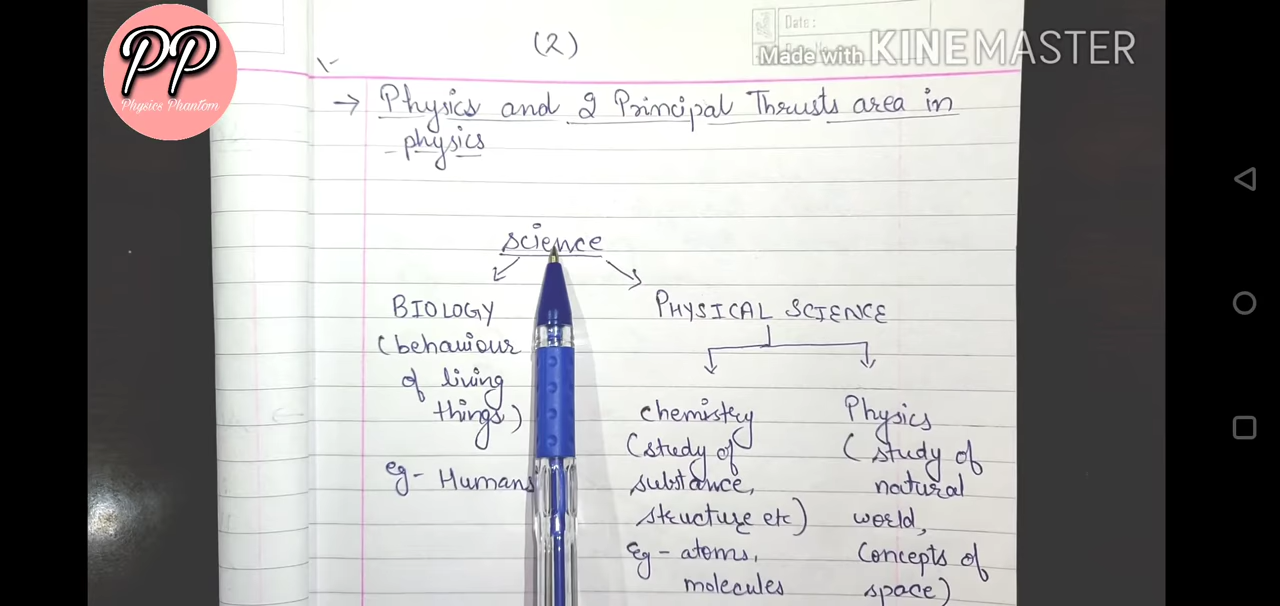 PP
Physics Phantom
(2)
Date :
Made with KINEMASTER
→ Physics and 2 Principal Thrusts area in
physics
science
BIOLOGY
(behaviour
of living
things)
eg - Humans
PHYSICAL SCIENCE
chemistry
(study of
substance,
structure etc)
Eg - atoms,
molecules
Physics
(study of
natural
world,
Concepts of
space)